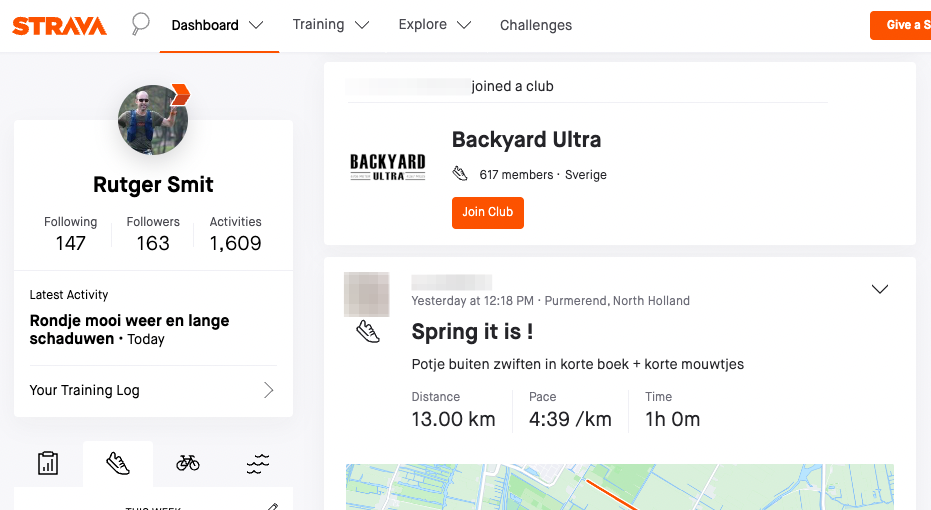 STRAVA
Dashboard
Training
Explore
Challenges
Give a S
Rutger Smit
Following
147
Followers
163
Activities
1,609
Latest Activity
Rondje mooi weer en lange
schaduwen • Today
Your Training Log
THIS WEEK
joined a club
BACKYARD
ULTRA
Backyard Ultra
617 members · Sverige
Join Club
Yesterday at 12:18 PM · Purmerend, North Holland
Spring it is !
Potje buiten zwiften in korte boek + korte mouwtjes
Distance
13.00 km
Pace
4:39 /km
Time
1h 0m